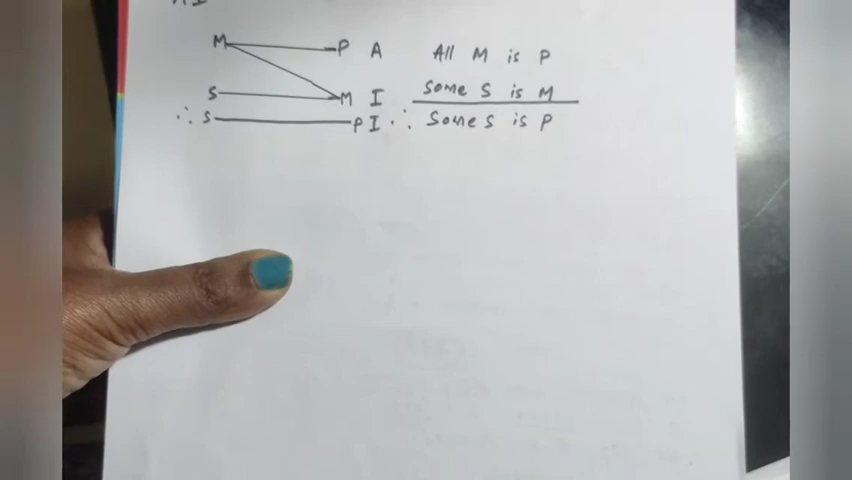 M P A All M is P
S M I Some S is M
∴ S P I ∴ Some S is P